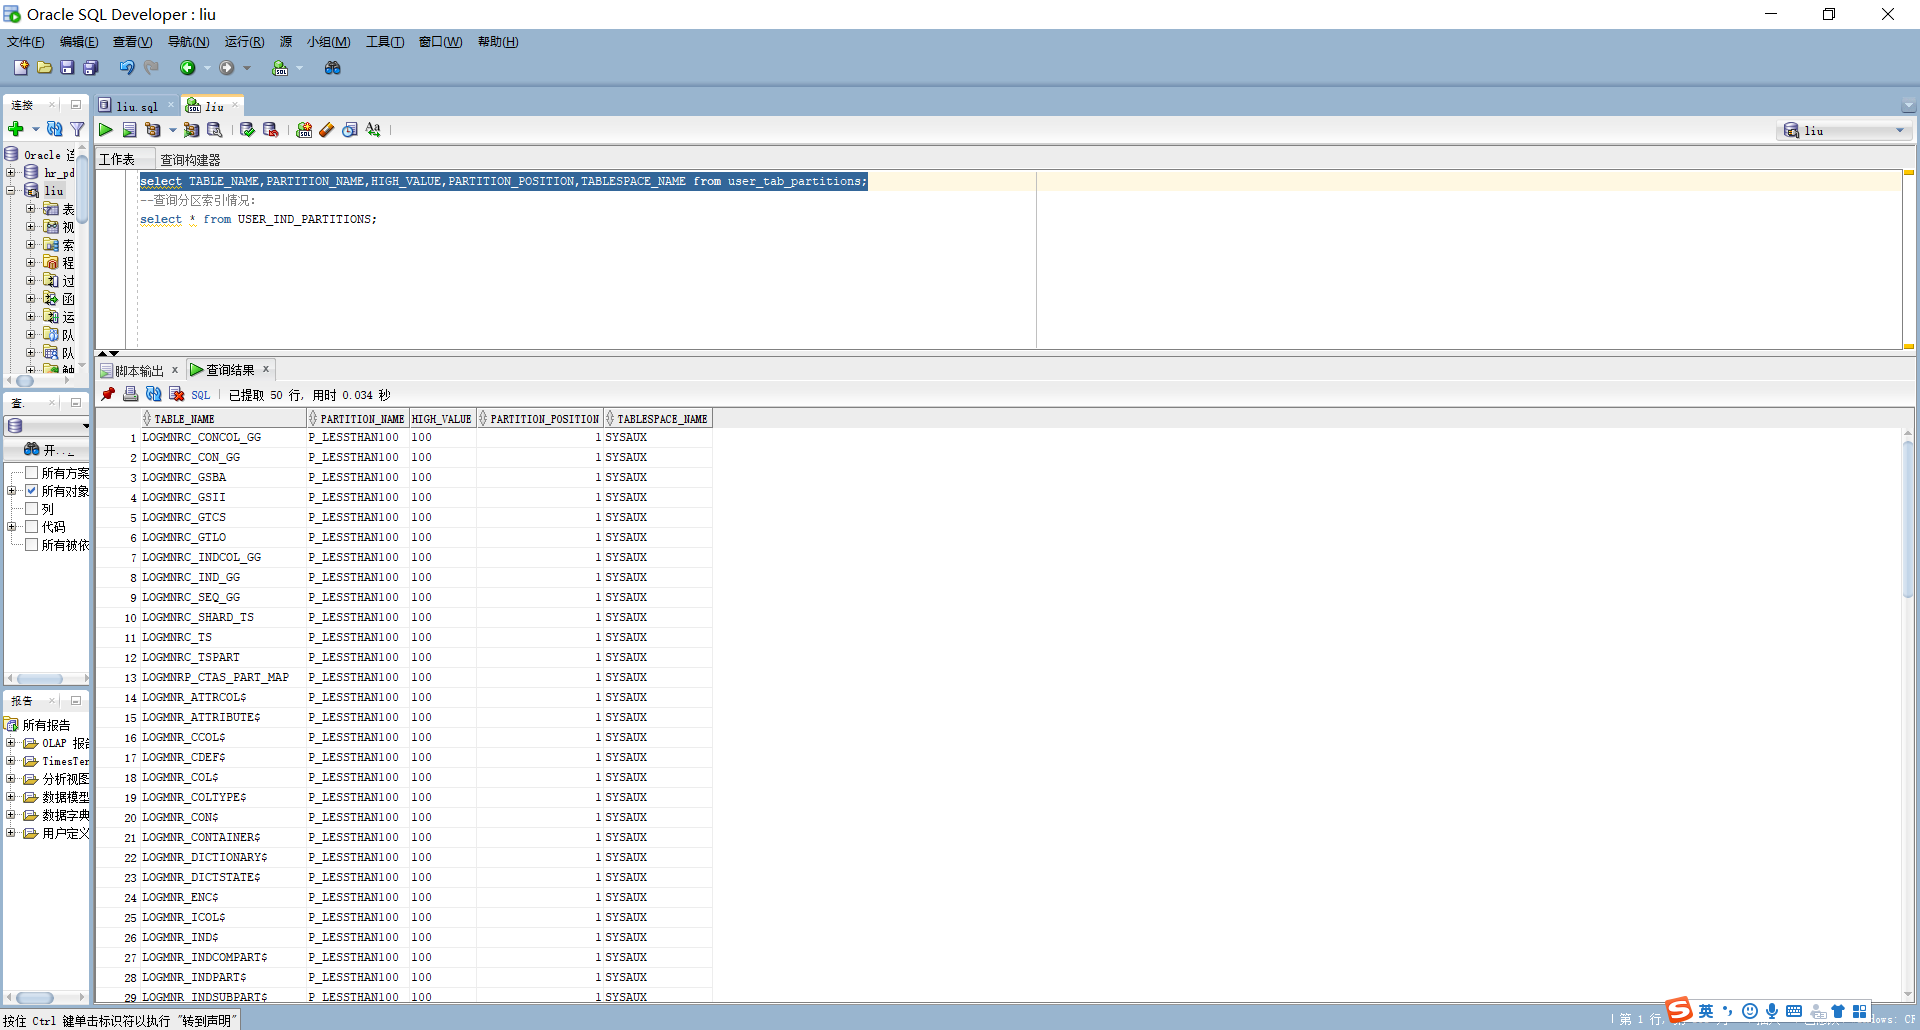 Oracle SQL Developer : liu
文件(F) 编辑(E) 查看(V) 导航(N) 运行(R) 源 小组(M) 工具(T) 窗口(W) 帮助(H)
连接
liu.sql
liu
liu
工作表
查询构建器
select TABLE_NAME,PARTITION_NAME,HIGH_VALUE,PARTITION_POSITION,TABLESPACE_NAME from user_tab_partitions;
--查询分区索引情况:
select * from USER_IND_PARTITIONS;
Oracle 连
hr_pd
liu
表
视
索
程
过
函
运
队
队
触
脚本输出
查询结果
SQL
已提取 50 行, 用时 0.034 秒
查.
开..
所有方案
所有对象
列
代码
所有被依
报告
所有报告
OLAP 报告
TimesTen
分析视图
数据模型
数据字典
用户定义
TABLE_NAME PARTITION_NAME HIGH_VALUE PARTITION_POSITION TABLESPACE_NAME
1 LOGMNRC_CONCOL_GG P_LESSTHAN100 100 1 SYSAUX
2 LOGMNRC_CON_GG P_LESSTHAN100 100 1 SYSAUX
3 LOGMNRC_GSBA P_LESSTHAN100 100 1 SYSAUX
4 LOGMNRC_GSII P_LESSTHAN100 100 1 SYSAUX
5 LOGMNRC_GTCS P_LESSTHAN100 100 1 SYSAUX
6 LOGMNRC_GTLO P_LESSTHAN100 100 1 SYSAUX
7 LOGMNRC_INDCOL_GG P_LESSTHAN100 100 1 SYSAUX
8 LOGMNRC_IND_GG P_LESSTHAN100 100 1 SYSAUX
9 LOGMNRC_SEQ_GG P_LESSTHAN100 100 1 SYSAUX
10 LOGMNRC_SHARD_TS P_LESSTHAN100 100 1 SYSAUX
11 LOGMNRC_TS P_LESSTHAN100 100 1 SYSAUX
12 LOGMNRC_TSPART P_LESSTHAN100 100 1 SYSAUX
13 LOGMNRP_CTAS_PART_MAP P_LESSTHAN100 100 1 SYSAUX
14 LOGMNR_ATTRCOL$ P_LESSTHAN100 100 1 SYSAUX
15 LOGMNR_ATTRIBUTE$ P_LESSTHAN100 100 1 SYSAUX
16 LOGMNR_CCOL$ P_LESSTHAN100 100 1 SYSAUX
17 LOGMNR_CDEF$ P_LESSTHAN100 100 1 SYSAUX
18 LOGMNR_COL$ P_LESSTHAN100 100 1 SYSAUX
19 LOGMNR_COLTYPE$ P_LESSTHAN100 100 1 SYSAUX
20 LOGMNR_CON$ P_LESSTHAN100 100 1 SYSAUX
21 LOGMNR_CONTAINER$ P_LESSTHAN100 100 1 SYSAUX
22 LOGMNR_DICTIONARY$ P_LESSTHAN100 100 1 SYSAUX
23 LOGMNR_DICTSTATE$ P_LESSTHAN100 100 1 SYSAUX
24 LOGMNR_ENC$ P_LESSTHAN100 100 1 SYSAUX
25 LOGMNR_ICOL$ P_LESSTHAN100 100 1 SYSAUX
26 LOGMNR_IND$ P_LESSTHAN100 100 1 SYSAUX
27 LOGMNR_INDCOMPART$ P_LESSTHAN100 100 1 SYSAUX
28 LOGMNR_INDPART$ P_LESSTHAN100 100 1 SYSAUX
29 LOGMNR_INDSUBPART$ P_LESSTHAN100 100 1 SYSAUX
按住 Ctrl 键单击标识符以执行 "转到声明"
第 1 行,
英